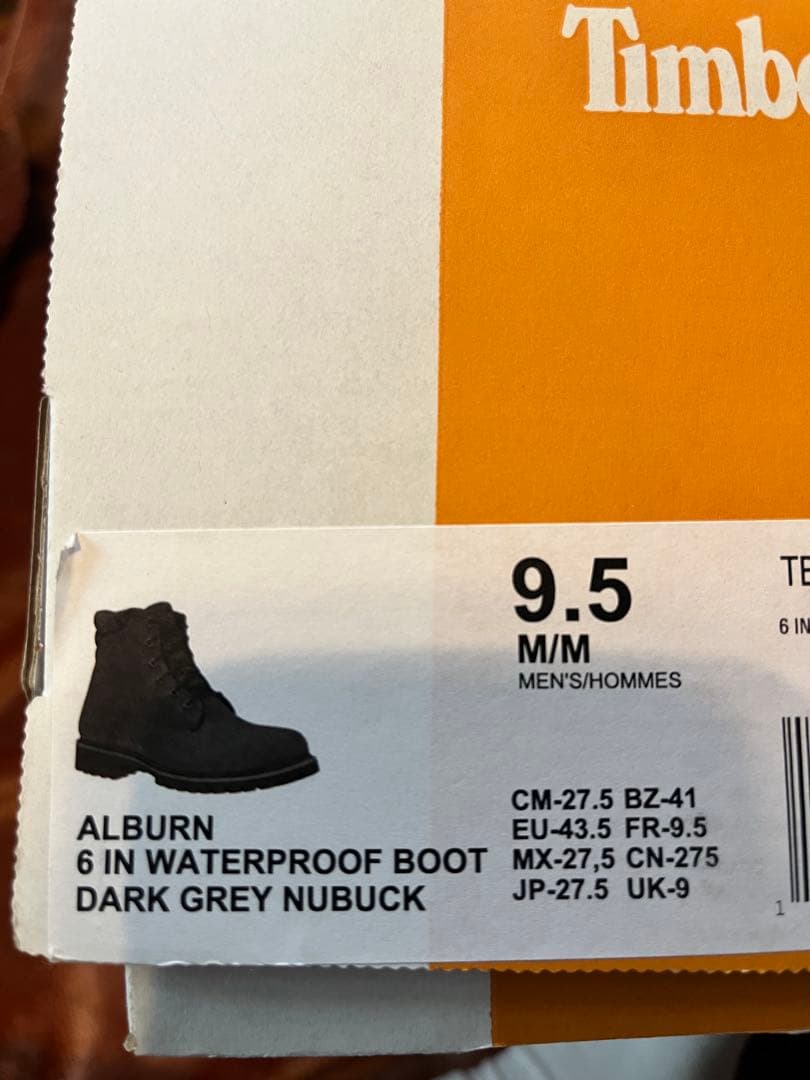 Timb
9.5
M/M
MEN'S/HOMMES
6 IN
CM-27.5 BZ-41
EU-43.5 FR-9.5
MX-27,5 CN-275
JP-27.5 UK-9
1
ALBURN
6 IN WATERPROOF BOOT
DARK GREY NUBUCK